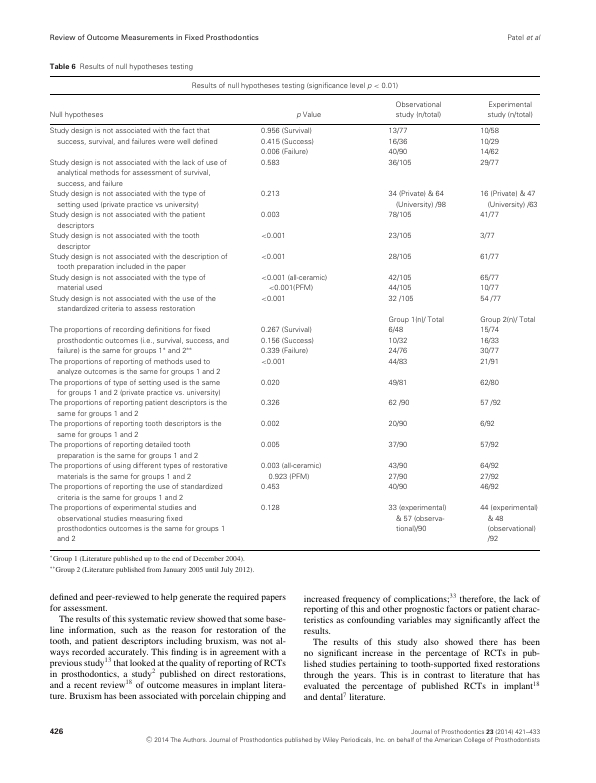 Review of Outcome Measurements in Fixed Prosthodontics
Patel et al
Table 6 Results of null hypotheses testing
Results of null hypotheses testing (significance level p < 0.01)
Null hypotheses p Value Observational study (n/total) Experimental study (n/total)
Study design is not associated with the fact that 0.956 (Survival) 13/77 10/58
success, survival, and failures were well defined 0.415 (Success) 16/36 10/29
0.006 (Failure) 40/90 14/62
Study design is not associated with the lack of use of 0.583 36/105 29/77
analytical methods for assessment of survival,
success, and failure
Study design is not associated with the type of 0.213 34 (Private) & 64 16 (Private) & 47
setting used (private practice vs university) (University) /98 (University) /63
Study design is not associated with the patient 0.003 78/105 41/77
descriptors
Study design is not associated with the tooth <0.001 23/105 3/77
descriptor
Study design is not associated with the description of <0.001 28/105 61/77
tooth preparation included in the paper
Study design is not associated with the type of <0.001 (all-ceramic) 42/105 65/77
material used <0.001(PFM) 44/105 10/77
Study design is not associated with the use of the <0.001 32 /105 54 /77
standardized criteria to assess restoration
Group 1(n)/ Total Group 2(n)/ Total
The proportions of recording definitions for fixed 0.267 (Survival) 6/48 15/74
prosthodontic outcomes (i.e., survival, success, and 0.156 (Success) 10/32 16/33
failure) is the same for groups 1* and 2** 0.339 (Failure) 24/76 30/77
The proportions of reporting of methods used to <0.001 44/83 21/91
analyze outcomes is the same for groups 1 and 2
The proportions of type of setting used is the same 0.020 49/81 62/80
for groups 1 and 2 (private practice vs. university)
The proportions of reporting patient descriptors is the 0.326 62 /90 57 /92
same for groups 1 and 2
The proportions of reporting tooth descriptors is the 0.002 20/90 6/92
same for groups 1 and 2
The proportions of reporting detailed tooth 0.005 37/90 57/92
preparation is the same for groups 1 and 2
The proportions of using different types of restorative 0.003 (all-ceramic) 43/90 64/92
materials is the same for groups 1 and 2 0.923 (PFM) 27/90 27/92
The proportions of reporting the use of standardized 0.453 40/90 46/92
criteria is the same for groups 1 and 2
The proportions of experimental studies and 0.128 33 (experimental) 44 (experimental)
observational studies measuring fixed & 57 (observa- & 48
prosthodontics outcomes is the same for groups 1 tional)/90 (observational)
and 2 /92
*Group 1 (Literature published up to the end of December 2004).
**Group 2 (Literature published from January 2005 until July 2012).
defined and peer-reviewed to help generate the required papers
for assessment.
The results of this systematic review showed that some base-
line information, such as the reason for restoration of the
tooth, and patient descriptors including bruxism, was not al-
ways recorded accurately. This finding is in agreement with a
previous study13 that looked at the quality of reporting of RCTs
in prosthodontics, a study2 published on direct restorations,
and a recent review18 of outcome measures in implant litera-
ture. Bruxism has been associated with porcelain chipping and
increased frequency of complications;33 therefore, the lack of
reporting of this and other prognostic factors or patient charac-
teristics as confounding variables may significantly affect the
results.
The results of this study also showed there has been
no significant increase in the percentage of RCTs in pub-
lished studies pertaining to tooth-supported fixed restorations
through the years. This is in contrast to literature that has
evaluated the percentage of published RCTs in implant18
and dental7 literature.
426
Journal of Prosthodontics 23 (2014) 421–433
© 2014 The Authors. Journal of Prosthodontics published by Wiley Periodicals, Inc. on behalf of the American College of Prosthodontists